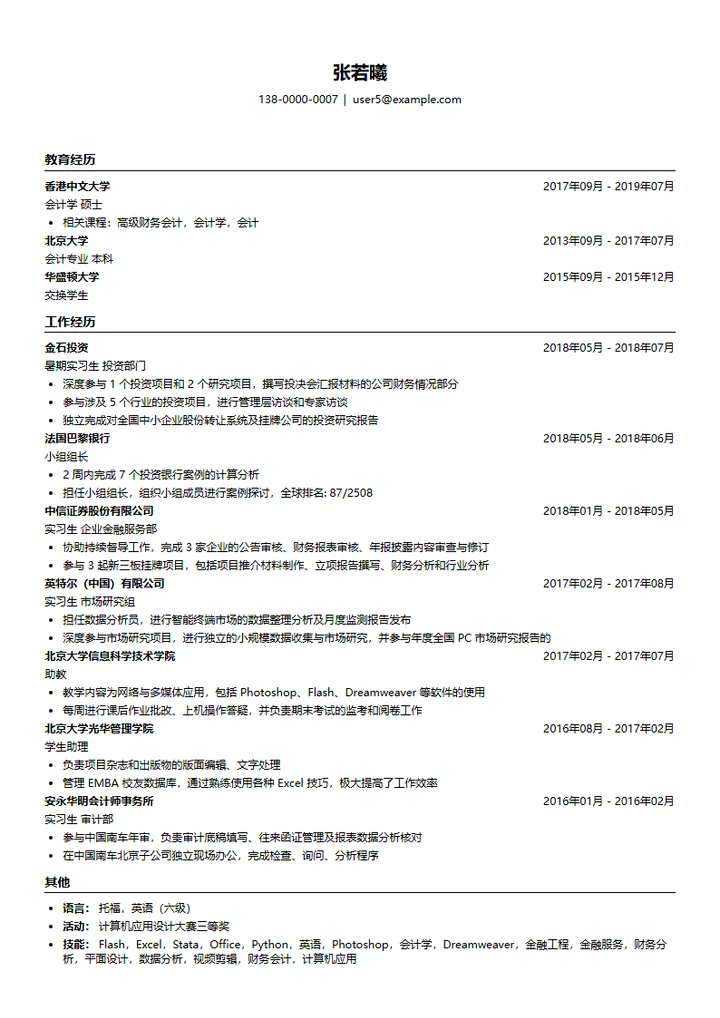 张若曦
138-0000-0007 | user5@example.com
教育经历
香港中文大学 2017年09月 - 2019年07月
会计学 硕士
• 相关课程：高级财务会计，会计学，会计
北京大学 2013年09月 - 2017年07月
会计专业 本科
华盛顿大学 2015年09月 - 2015年12月
交换学生
工作经历
金石投资 2018年05月 - 2018年07月
暑期实习生 投资部门
• 深度参与 1 个投资项目和 2 个研究项目，撰写投决会汇报材料的公司财务情况部分
• 参与涉及 5 个行业的投资项目，进行管理层访谈和专家访谈
• 独立完成对全国中小企业股份转让系统及挂牌公司的投资研究报告
法国巴黎银行 2018年05月 - 2018年06月
小组组长
• 2 周内完成 7 个投资银行案例的计算分析
• 担任小组组长，组织小组成员进行案例探讨，全球排名: 87/2508
中信证券股份有限公司 2018年01月 - 2018年05月
实习生 企业金融服务部
• 协助持续督导工作，完成 3 家企业的公告审核、财务报表审核、年报披露内容审查与修订
• 参与 3 起新三板挂牌项目，包括项目推介材料制作、立项报告撰写、财务分析和行业分析
英特尔（中国）有限公司 2017年02月 - 2017年08月
实习生 市场研究组
• 担任数据分析员，进行智能终端市场的数据整理分析及月度监测报告发布
• 深度参与市场研究项目，进行独立的小规模数据收集与市场研究，并参与年度全国 PC 市场研究报告的
北京大学信息科学技术学院 2017年02月 - 2017年07月
助教
• 教学内容为网络与多媒体应用，包括 Photoshop、Flash、Dreamweaver 等软件的使用
• 每周进行课后作业批改、上机操作答疑，并负责期末考试的监考和阅卷工作
北京大学光华管理学院 2016年08月 - 2017年02月
学生助理
• 负责项目杂志和出版物的版面编辑、文字处理
• 管理 EMBA 校友数据库，通过熟练使用各种 Excel 技巧，极大提高了工作效率
安永华明会计师事务所 2016年01月 - 2016年02月
实习生 审计部
• 参与中国南车年审，负责审计底稿填写、往来函证管理及报表数据分析核对
• 在中国南车北京子公司独立现场办公，完成检查、询问、分析程序
其他
• 语言： 托福，英语（六级）
• 活动： 计算机应用设计大赛三等奖
• 技能： Flash，Excel，Stata，Office，Python，英语，Photoshop，会计学，Dreamweaver，金融工程，金融服务，财务分
析，平面设计，数据分析，视频剪辑，财务会计，计算机应用